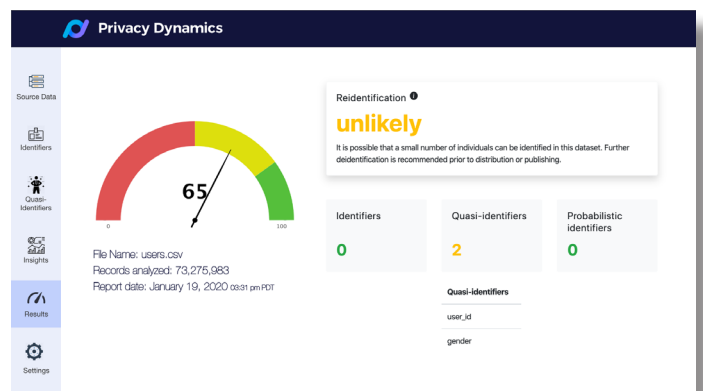 Privacy Dynamics
Source Data
Identifiers
Quasi-
Identifiers
Insights
Results
Settings
65
0
100
File Name: users.csv
Records analyzed: 73,275,983
Report date: January 19, 2020 03:31 pm PDT
Reidentification
unlikely
It is possible that a small number of individuals can be identified in this dataset. Further
deidentification is recommended prior to distribution or publishing.
Identifiers
0
Quasi-identifiers
2
Probabilistic
identifiers
0
Quasi-identifiers
user_id
gender